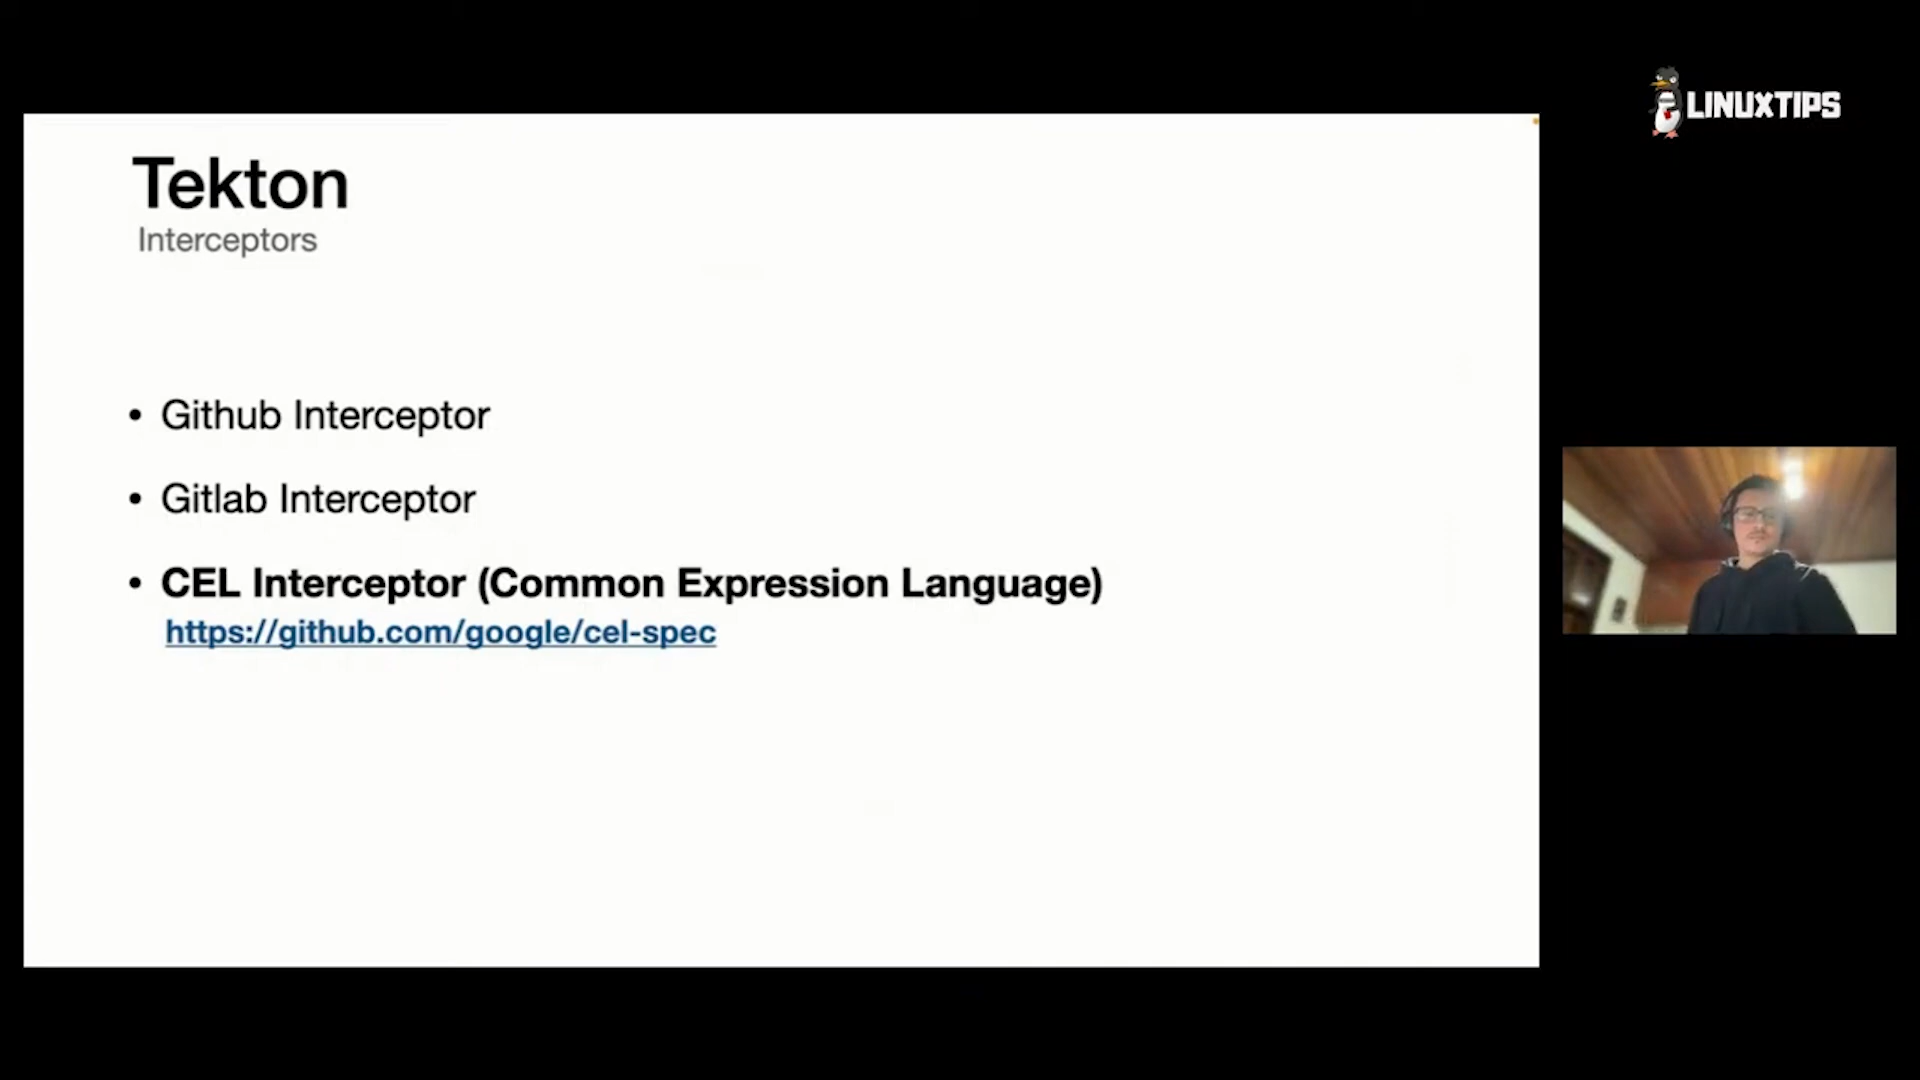 LINUXTIPS
Tekton
Interceptors
• Github Interceptor
• Gitlab Interceptor
• CEL Interceptor (Common Expression Language)
https://github.com/google/cel-spec